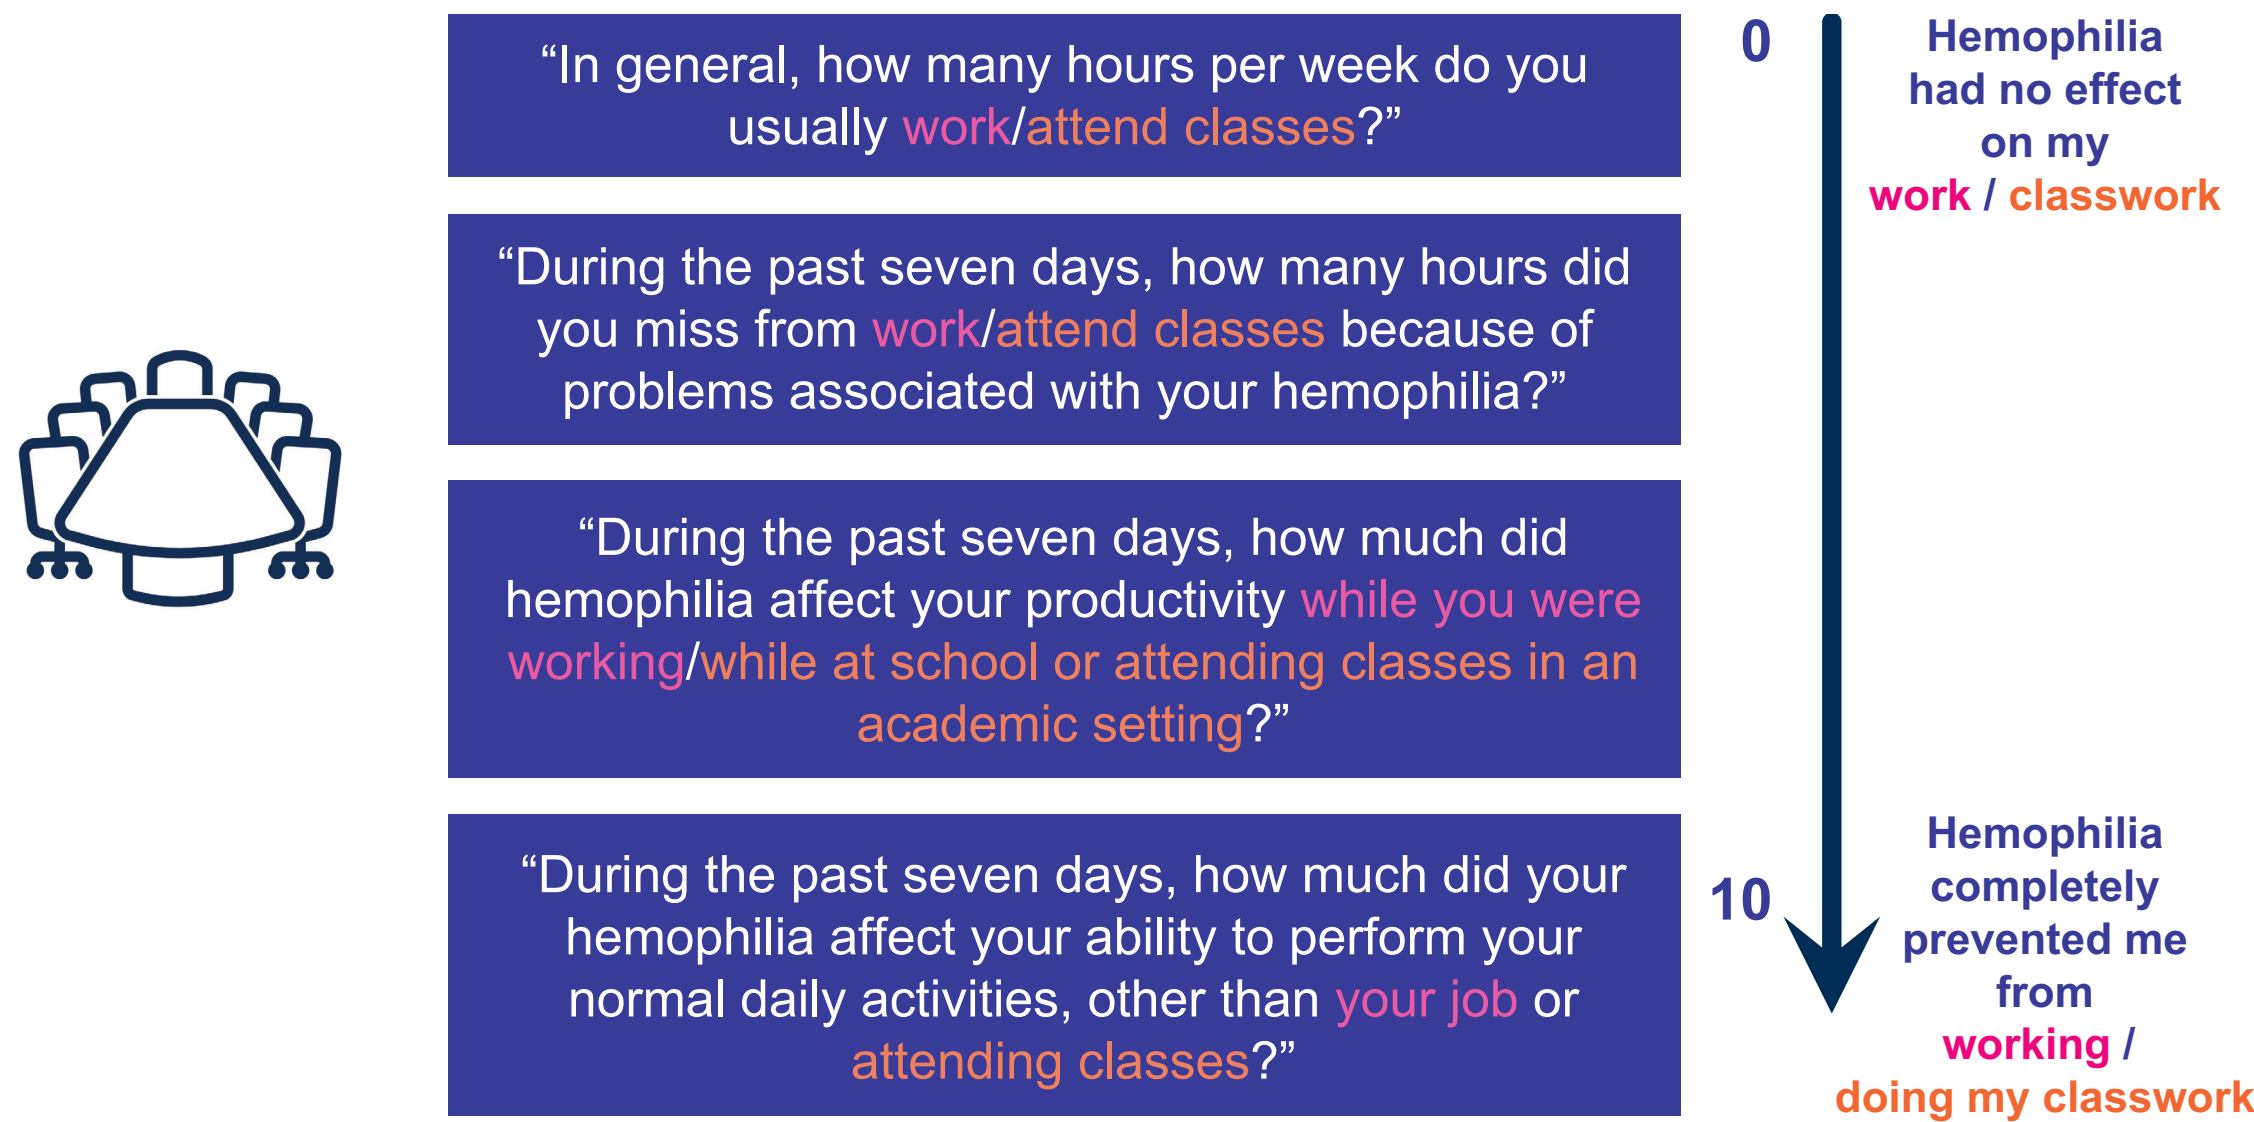 “In general, how many hours per week do you
usually work/attend classes?”
“During the past seven days, how many hours did
you miss from work/attend classes because of
problems associated with your hemophilia?”
“During the past seven days, how much did
hemophilia affect your productivity while you were
working/while at school or attending classes in an
academic setting?”
“During the past seven days, how much did your
hemophilia affect your ability to perform your
normal daily activities, other than your job or
attending classes?”
0
Hemophilia
had no effect
on my
work / classwork
10
Hemophilia
completely
prevented me
from
working /
doing my classwork